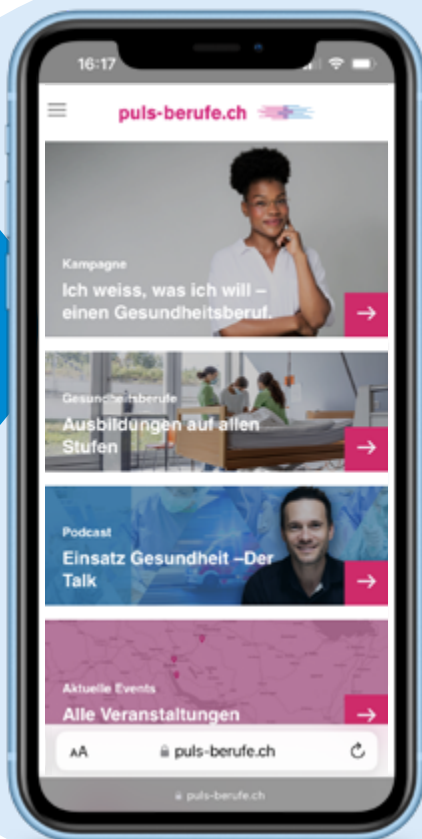 16:17
puls-berufe.ch
Kampagne
Ich weiss, was ich will –
einen Gesundheitsberuf.
Gesundheitsberufe
Ausbildungen auf allen
Stufen
Podcast
Einsatz Gesundheit –Der
Talk
Aktuelle Events
Alle Veranstaltungen
AA
puls-berufe.ch
puls-berufe.ch